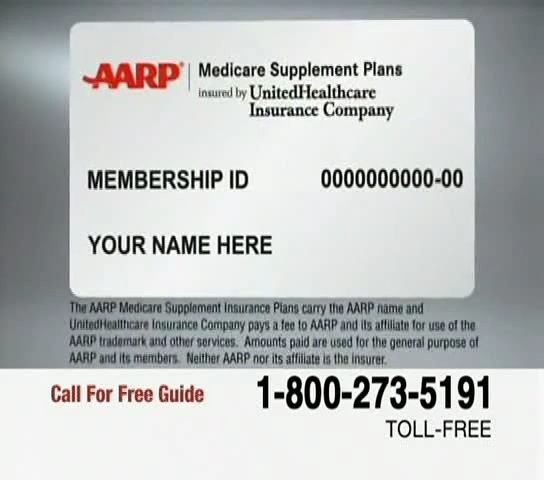 AARP® Medicare Supplement Plans
insured by UnitedHealthcare
Insurance Company
MEMBERSHIP ID 0000000000-00
YOUR NAME HERE
The AARP Medicare Supplement Insurance Plans carry the AARP name and
UnitedHealthcare Insurance Company pays a fee to AARP and its affiliate for use of the
AARP trademark and other services. Amounts paid are used for the general purpose of
AARP and its members. Neither AARP nor its affiliate is the insurer.
Call For Free Guide 1-800-273-5191
TOLL-FREE